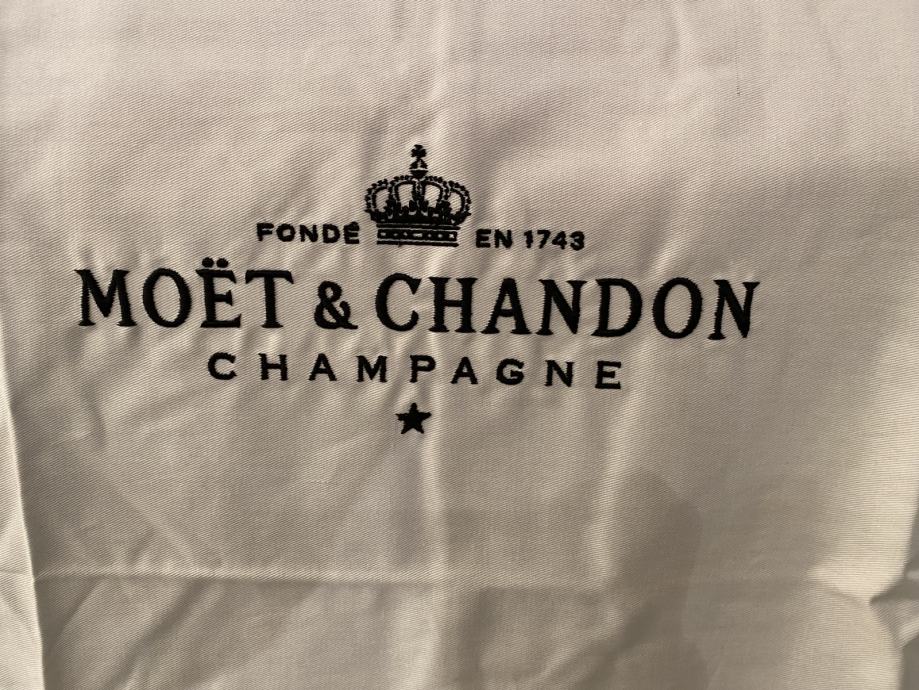 FONDÉ EN 1743
MOËT & CHANDON
CHAMPAGNE